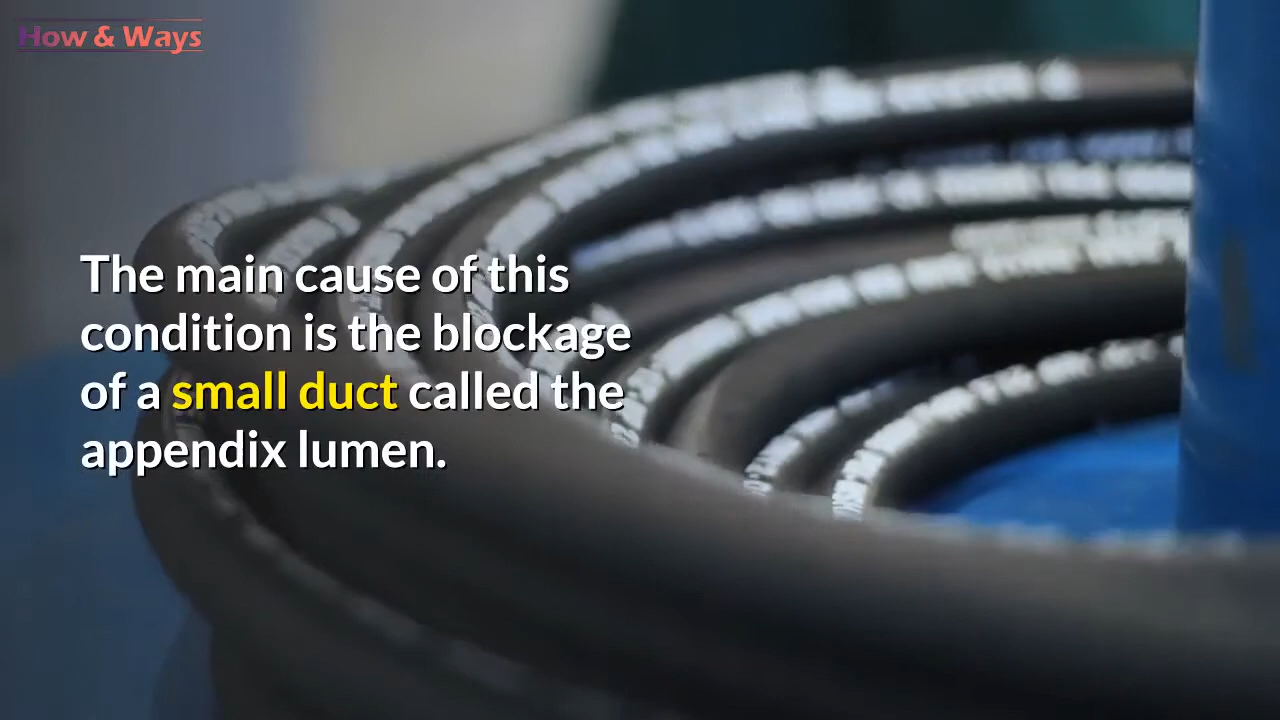 How & Ways
The main cause of this
condition is the blockage
of a small duct called the
appendix lumen.